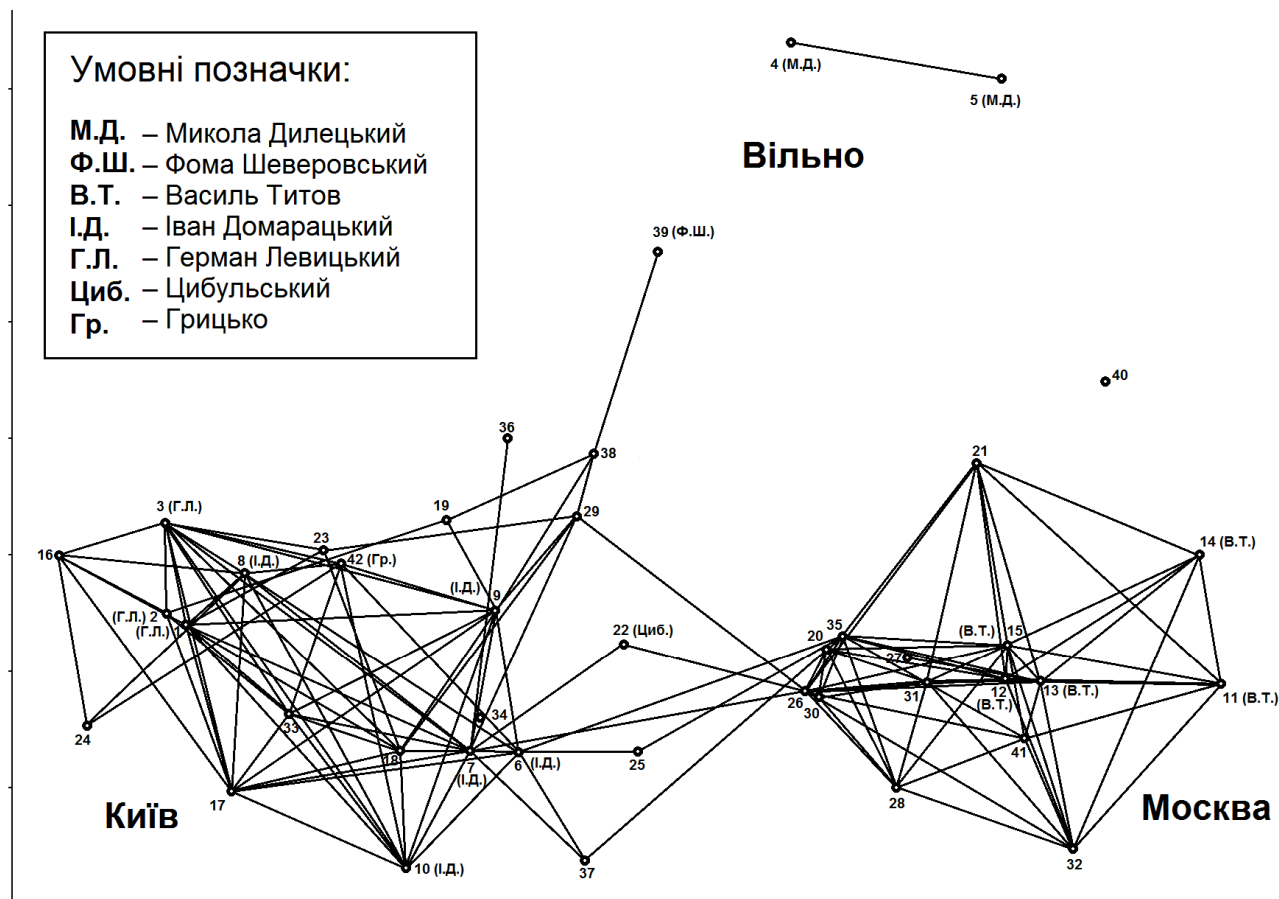 Умовні позначки:
М.Д. – Микола Дилецький
Ф.Ш. – Фома Шеверовський
В.Т. – Василь Титов
І.Д. – Іван Домарацький
Г.Л. – Герман Левицький
Циб. – Цибульський
Гр. – Грицько
4 (М.Д.)
5 (М.Д.)
Вільно
39 (Ф.Ш.)
40
36
38
21
3 (Г.Л.)
19
29
23
16
8 (І.Д.)
42 (Гр.)
14 (В.Т.)
(І.Д.)
9
(Г.Л.) 2
(Г.Л.) 1
22 (Циб.)
35
20
(В.Т.)
15
27
31
12
(В.Т.)
13 (В.Т.)
11 (В.Т.)
26
30
34
33
24
18
7
(І.Д.)
6
(І.Д.)
25
41
17
28
Київ
Москва
10 (І.Д.)
37
32